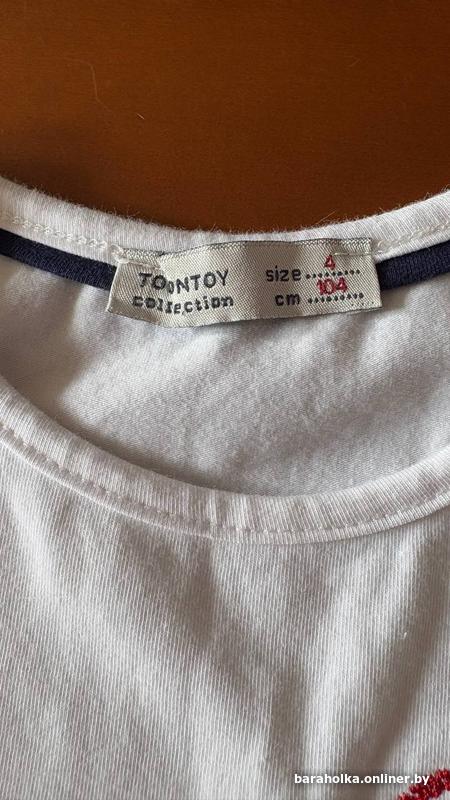 TOONTOY size 4
collection cm 104
baraholka.onliner.by